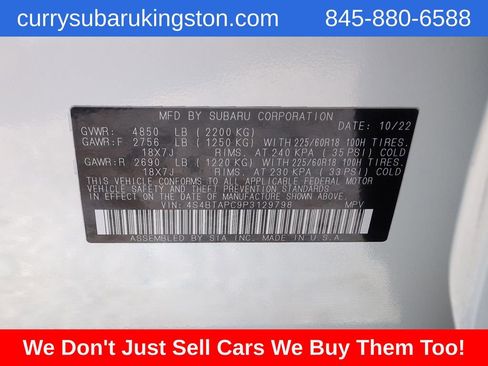 currysubarukingston.com 845-880-6588
MFD BY SUBARU CORPORATION
DATE: 10/22
GVWR: 4850 LB (2200 KG)
GAWR:F 2756 LB (1250 KG) WITH 225/60R18 100H TIRES.
18X7J RIMS. AT 240 KPA (35 PSI) COLD
GAWR:R 2690 LB (1220 KG) WITH 225/60R18 100H TIRES.
18X7J RIMS. AT 230 KPA (33 PSI) COLD
THIS VEHICLE CONFORMS TO ALL APPLICABLE FEDERAL MOTOR
VEHICLE SAFETY AND THEFT PREVENTION STANDARDS
IN EFFECT ON THE DATE OF MANUFACTURE SHOWN ABOVE.
VIN: 4S4BTAPC9P3129798 MPV
ASSEMBLED BY SIA INC. MADE IN U.S.A.
We Don't Just Sell Cars We Buy Them Too!